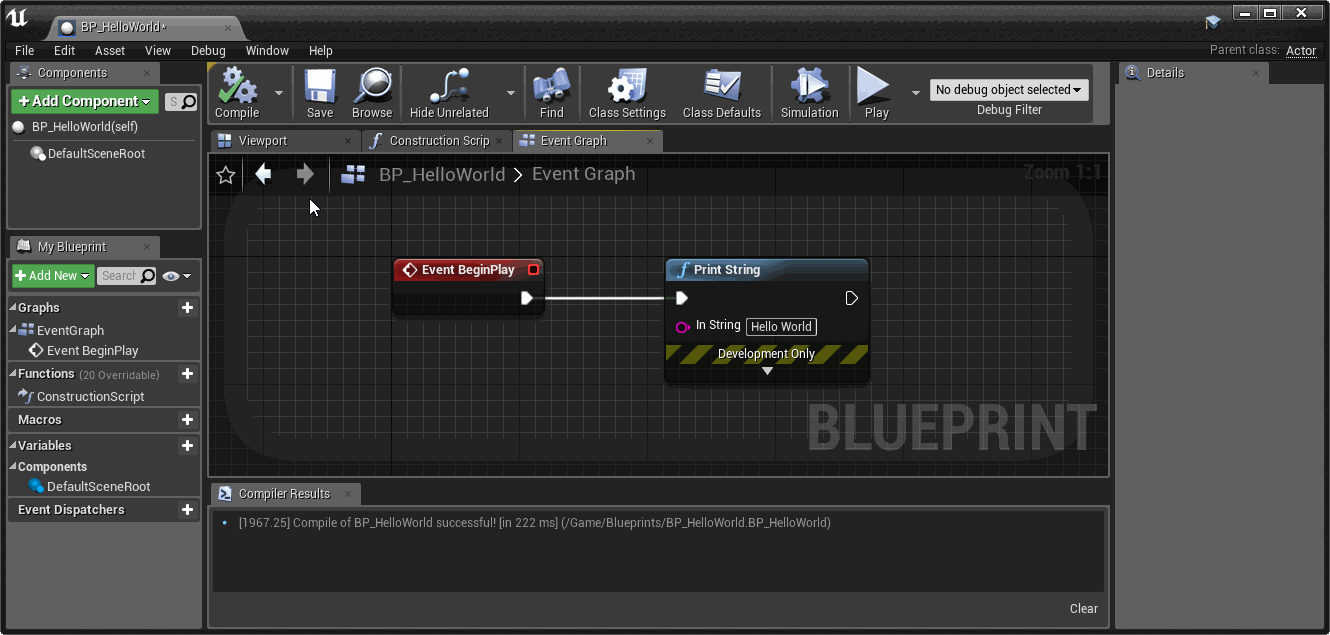 BP_HelloWorld*
File Edit Asset View Debug Window Help
Parent class: Actor
Components
+Add Component
S
BP_HelloWorld(self)
DefaultSceneRoot
My Blueprint
+Add New
Search
Graphs
EventGraph
Event BeginPlay
Functions (20 Overridable)
ConstructionScript
Macros
Variables
Components
DefaultSceneRoot
Event Dispatchers
Compile
Save
Browse
Hide Unrelated
Find
Class Settings
Class Defaults
Simulation
Play
No debug object selected
Debug Filter
Viewport
Construction Scrip
Event Graph
BP_HelloWorld > Event Graph
Zoom 1:1
Event BeginPlay
Print String
In String Hello World
Development Only
BLUEPRINT
Compiler Results
[1967.25] Compile of BP_HelloWorld successful! [in 222 ms] (/Game/Blueprints/BP_HelloWorld.BP_HelloWorld)
Clear
Details